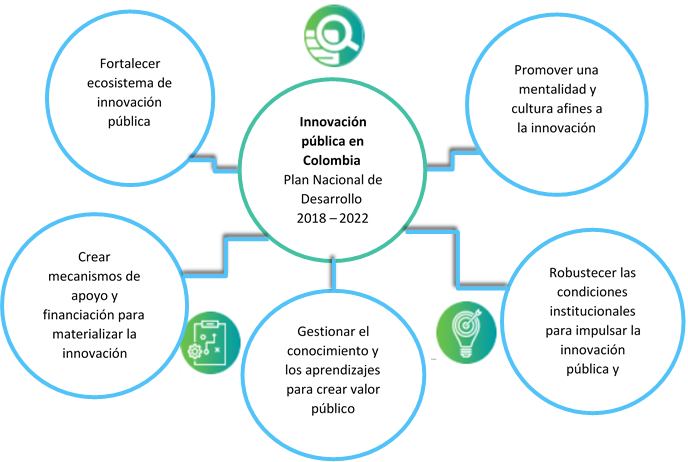 Fortalecer
ecosistema de
innovación
pública
Promover una
mentalidad y
cultura afines a
la innovación
Innovación
pública en
Colombia
Plan Nacional de
Desarrollo
2018 – 2022
Crear
mecanismos de
apoyo y
financiación para
materializar la
innovación
Gestionar el
conocimiento y
los aprendizajes
para crear valor
público
Robustecer las
condiciones
institucionales
para impulsar la
innovación
pública y